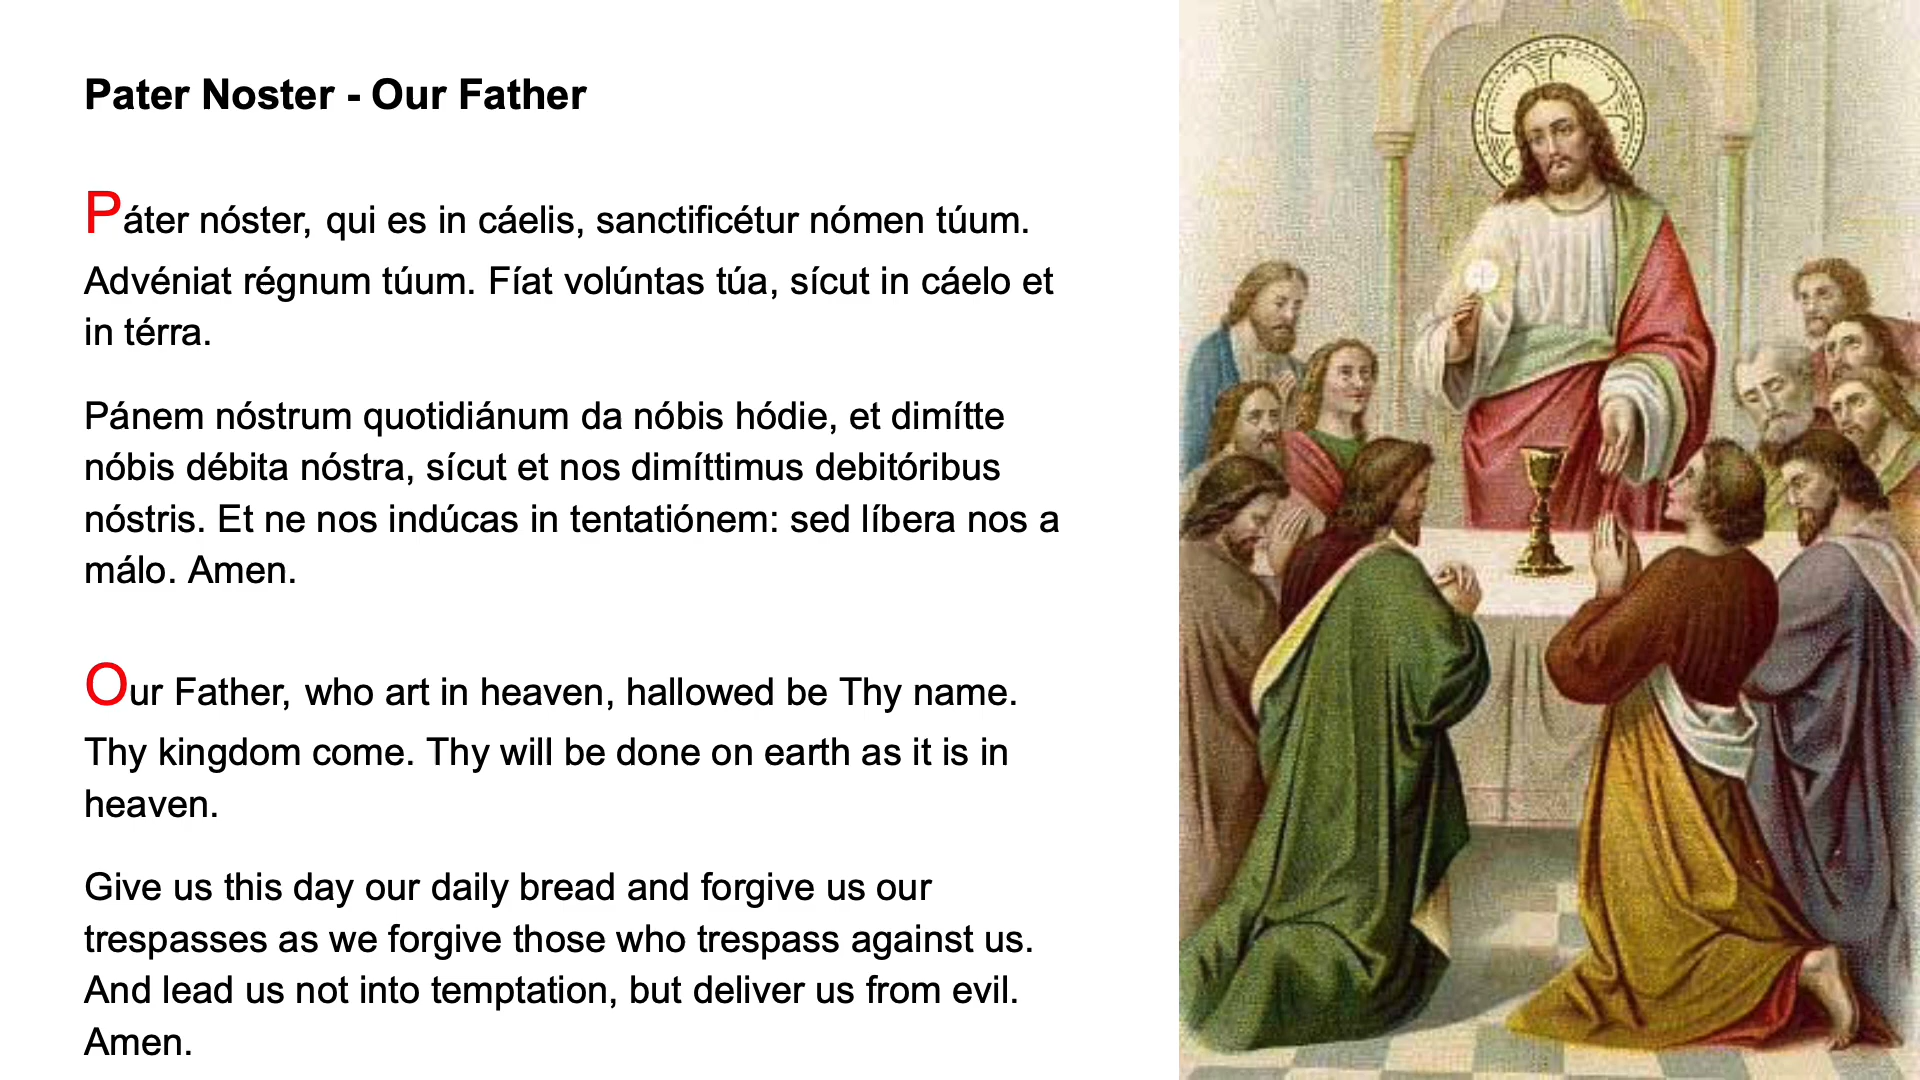 Pater Noster - Our Father
Páter nóster, qui es in cáelis, sanctificétur nómen túum.
Advéniat régnum túum. Fíat volúntas túa, sícut in cáelo et
in térra.
Pánem nóstrum quotidiánum da nóbis hódie, et dimítte
nóbis débita nóstra, sícut et nos dimíttimus debitóribus
nóstris. Et ne nos indúcas in tentatiónem: sed líbera nos a
málo. Amen.
Our Father, who art in heaven, hallowed be Thy name.
Thy kingdom come. Thy will be done on earth as it is in
heaven.
Give us this day our daily bread and forgive us our
trespasses as we forgive those who trespass against us.
And lead us not into temptation, but deliver us from evil.
Amen.